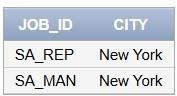 JOB_ID CITY
SA_REP New York
SA_MAN New York